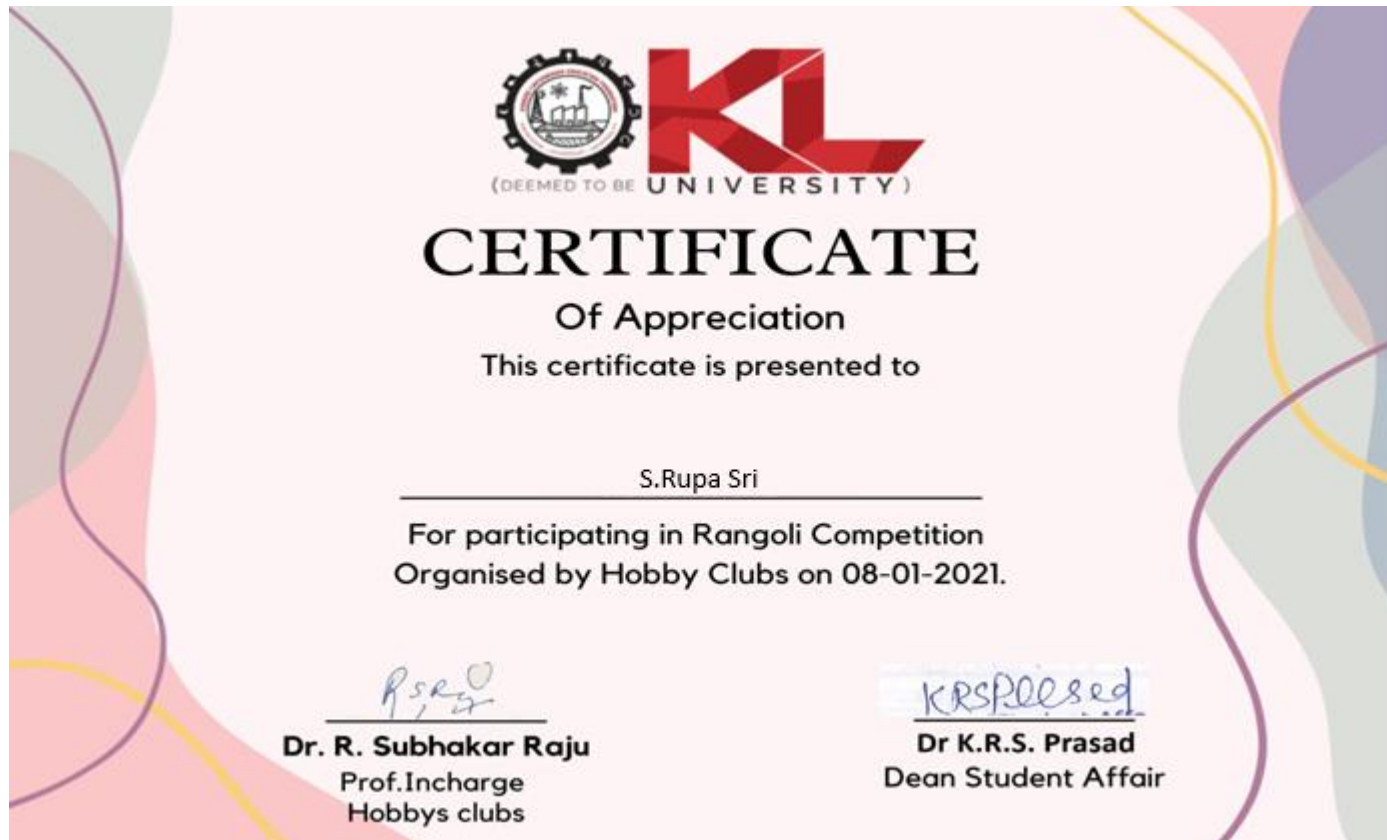 KL
(DEEMED TO BE UNIVERSITY)
CERTIFICATE
Of Appreciation
This certificate is presented to
S.Rupa Sri
For participating in Rangoli Competition
Organised by Hobby Clubs on 08-01-2021.
KRSPrasad
Dr. R. Subhakar Raju
Prof.Incharge
Hobbys clubs
Dr K.R.S. Prasad
Dean Student Affair